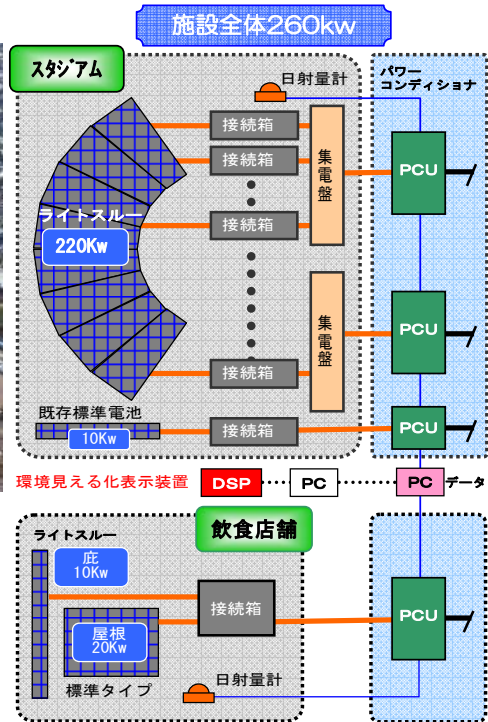 施設全体260kw
スタジアム
日射量計
パワー
コンディショナ
接続箱
接続箱
接続箱
接続箱
接続箱
集電盤
集電盤
PCU
PCU
PCU
ライトスルー
220Kw
既存標準電池
10Kw
環境見える化表示装置
DSP
PC
PC
データ
飲食店舗
ライトスルー
庇
10Kw
屋根
20Kw
標準タイプ
接続箱
日射量計
PCU